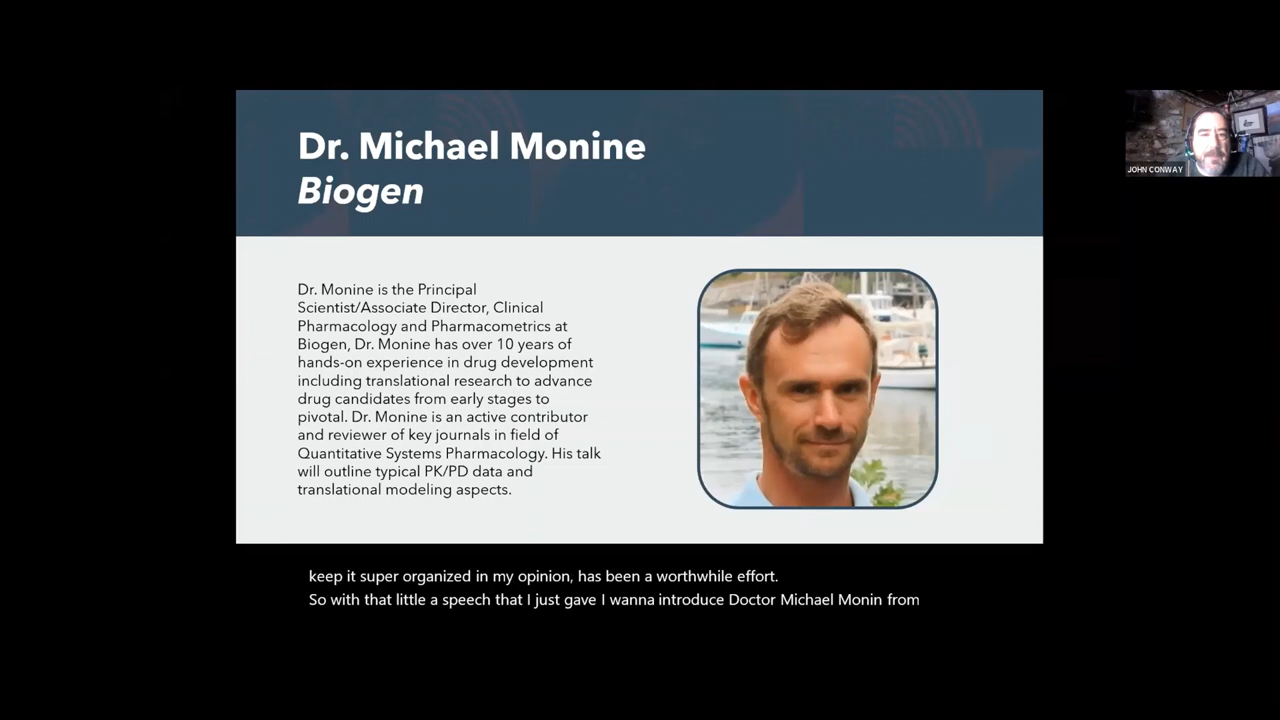 Dr. Michael Monine
Biogen
JOHN CONWAY
Dr. Monine is the Principal
Scientist/Associate Director, Clinical
Pharmacology and Pharmacometrics at
Biogen, Dr. Monine has over 10 years of
hands-on experience in drug development
including translational research to advance
drug candidates from early stages to
pivotal. Dr. Monine is an active contributor
and reviewer of key journals in field of
Quantitative Systems Pharmacology. His talk
will outline typical PK/PD data and
translational modeling aspects.
keep it super organized in my opinion, has been a worthwhile effort.
So with that little a speech that I just gave I wanna introduce Doctor Michael Monin from